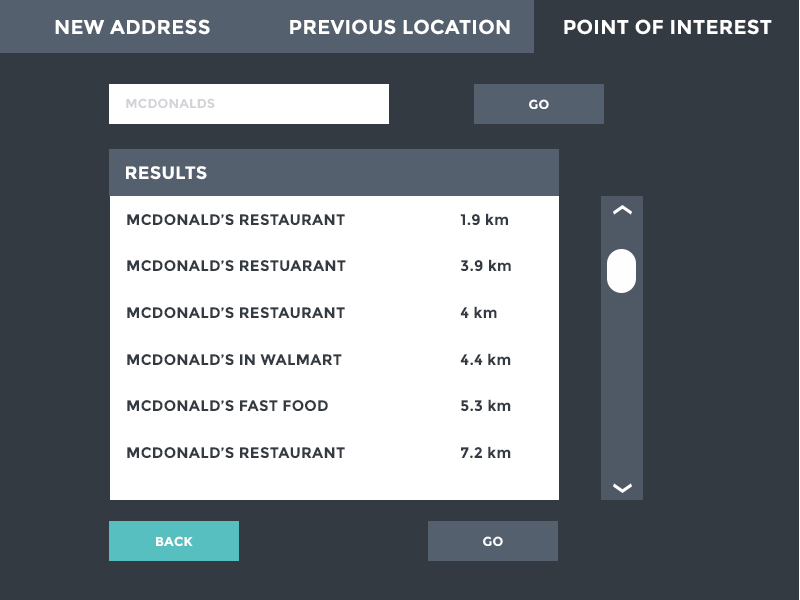 NEW ADDRESS PREVIOUS LOCATION POINT OF INTEREST
MCDONALDS GO
RESULTS
MCDONALD’S RESTAURANT 1.9 km
MCDONALD’S RESTUARANT 3.9 km
MCDONALD’S RESTAURANT 4 km
MCDONALD’S IN WALMART 4.4 km
MCDONALD’S FAST FOOD 5.3 km
MCDONALD’S RESTAURANT 7.2 km
BACK GO